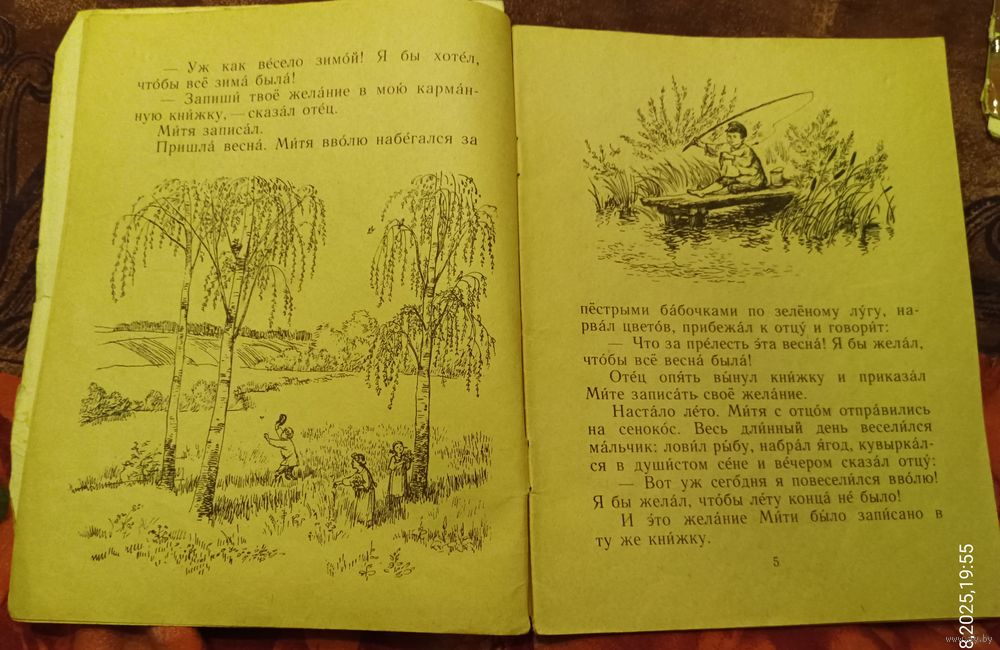 — Уж как ве́село зимо́й! Я бы хоте́л,
что́бы всё зима́ была́!
— Запиши́ твоё жела́ние в мою́ карма́н-
ную кни́жку, — сказа́л оте́ц.
Ми́тя записа́л.
Пришла́ весна́. Ми́тя вво́лю набе́гался за
пёстрыми ба́бочками по зелёному лу́гу, на-
рва́л цвето́в, прибежа́л к отцу́ и говори́т:
— Что за пре́лесть э́та весна́! Я бы жела́л,
что́бы всё весна́ была́!
Оте́ц опя́ть вы́нул кни́жку и приказа́л
Ми́те записа́ть своё жела́ние.
Наста́ло ле́то. Ми́тя с отцо́м отпра́вились
на сеноко́с. Весь дли́нный день весели́лся
ма́льчик: лови́л ры́бу, набра́л я́год, кувырка́л-
ся в души́стом се́не и ве́чером сказа́л отцу́:
— Вот уж сего́дня я повесели́лся вво́лю!
Я бы жела́л, что́бы ле́ту конца́ не́ было!
И э́то жела́ние Ми́ти бы́ло запи́сано в
ту же кни́жку.
5
8.2025,19:55